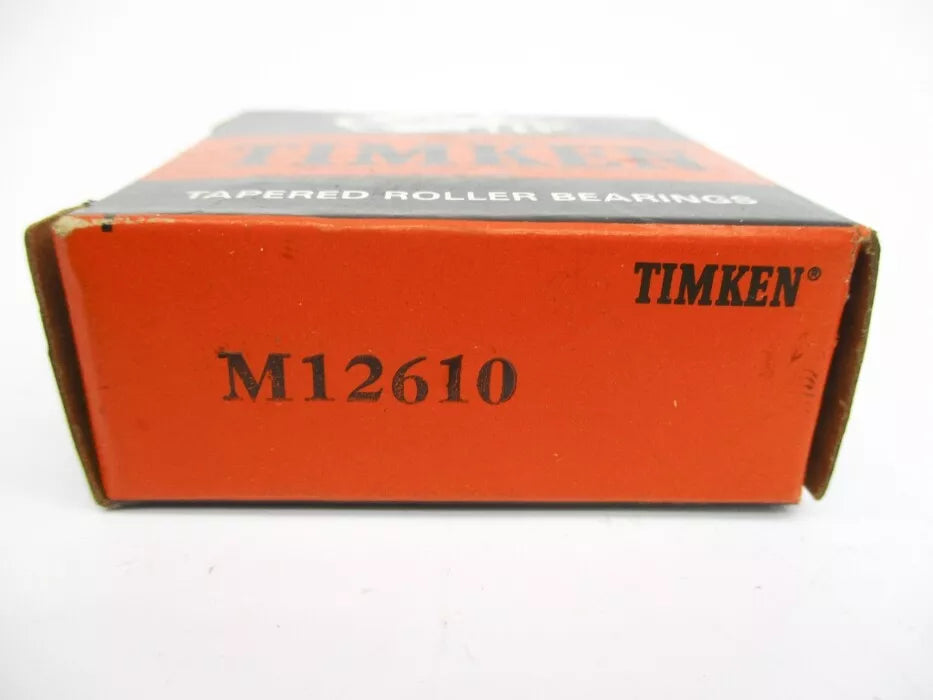 TIMKEN
TAPERED ROLLER BEARINGS
TIMKEN®
M12610